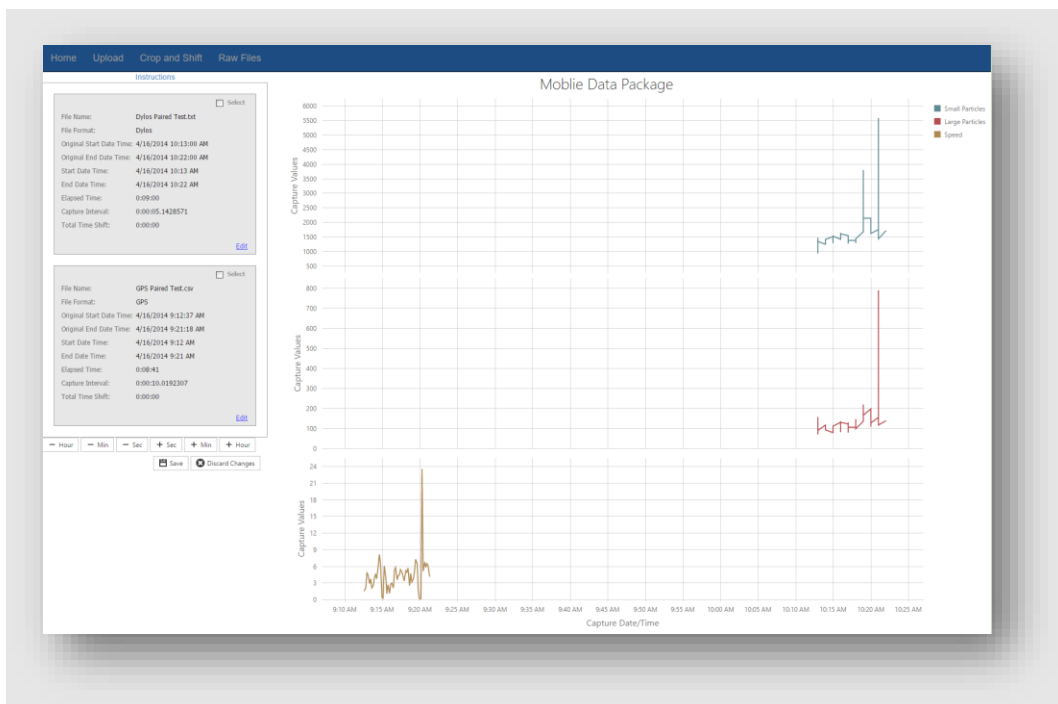 Home Upload Crop and Shift Raw Files
Instructions
Select
File Name: Dylos Paired Test.txt
File Format: Dylos
Original Start Date Time: 4/16/2014 10:13:00 AM
Original End Date Time: 4/16/2014 10:22:00 AM
Start Date Time: 4/16/2014 10:13 AM
End Date Time: 4/16/2014 10:22 AM
Elapsed Time: 0:09:00
Capture Interval: 0:00:05.1428571
Total Time Shift: 0:00:00
Edit
Select
File Name: GPS Paired Test.csv
File Format: GPS
Original Start Date Time: 4/16/2014 9:12:37 AM
Original End Date Time: 4/16/2014 9:21:18 AM
Start Date Time: 4/16/2014 9:12 AM
End Date Time: 4/16/2014 9:21 AM
Elapsed Time: 0:08:41
Capture Interval: 0:00:10.0192307
Total Time Shift: 0:00:00
Edit
− Hour − Min − Sec + Sec + Min + Hour
Save Discard Changes
Moblie Data Package
Capture Values
6000
5500
5000
4500
4000
3500
3000
2500
2000
1500
1000
500
Small Particles
Large Particles
Speed
Capture Values
800
700
600
500
400
300
200
100
0
Capture Values
24
21
18
15
12
9
6
3
0
9:10 AM 9:15 AM 9:20 AM 9:25 AM 9:30 AM 9:35 AM 9:40 AM 9:45 AM 9:50 AM 9:55 AM 10:00 AM 10:05 AM 10:10 AM 10:15 AM 10:20 AM 10:25 AM
Capture Date/Time